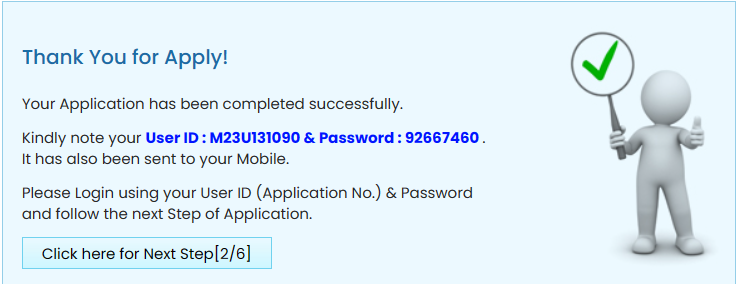 Thank You for Apply!
Your Application has been completed successfully.
Kindly note your User ID : M23U131090 & Password : 92667460 .
It has also been sent to your Mobile.
Please Login using your User ID (Application No.) & Password
and follow the next Step of Application.
Click here for Next Step[2/6]